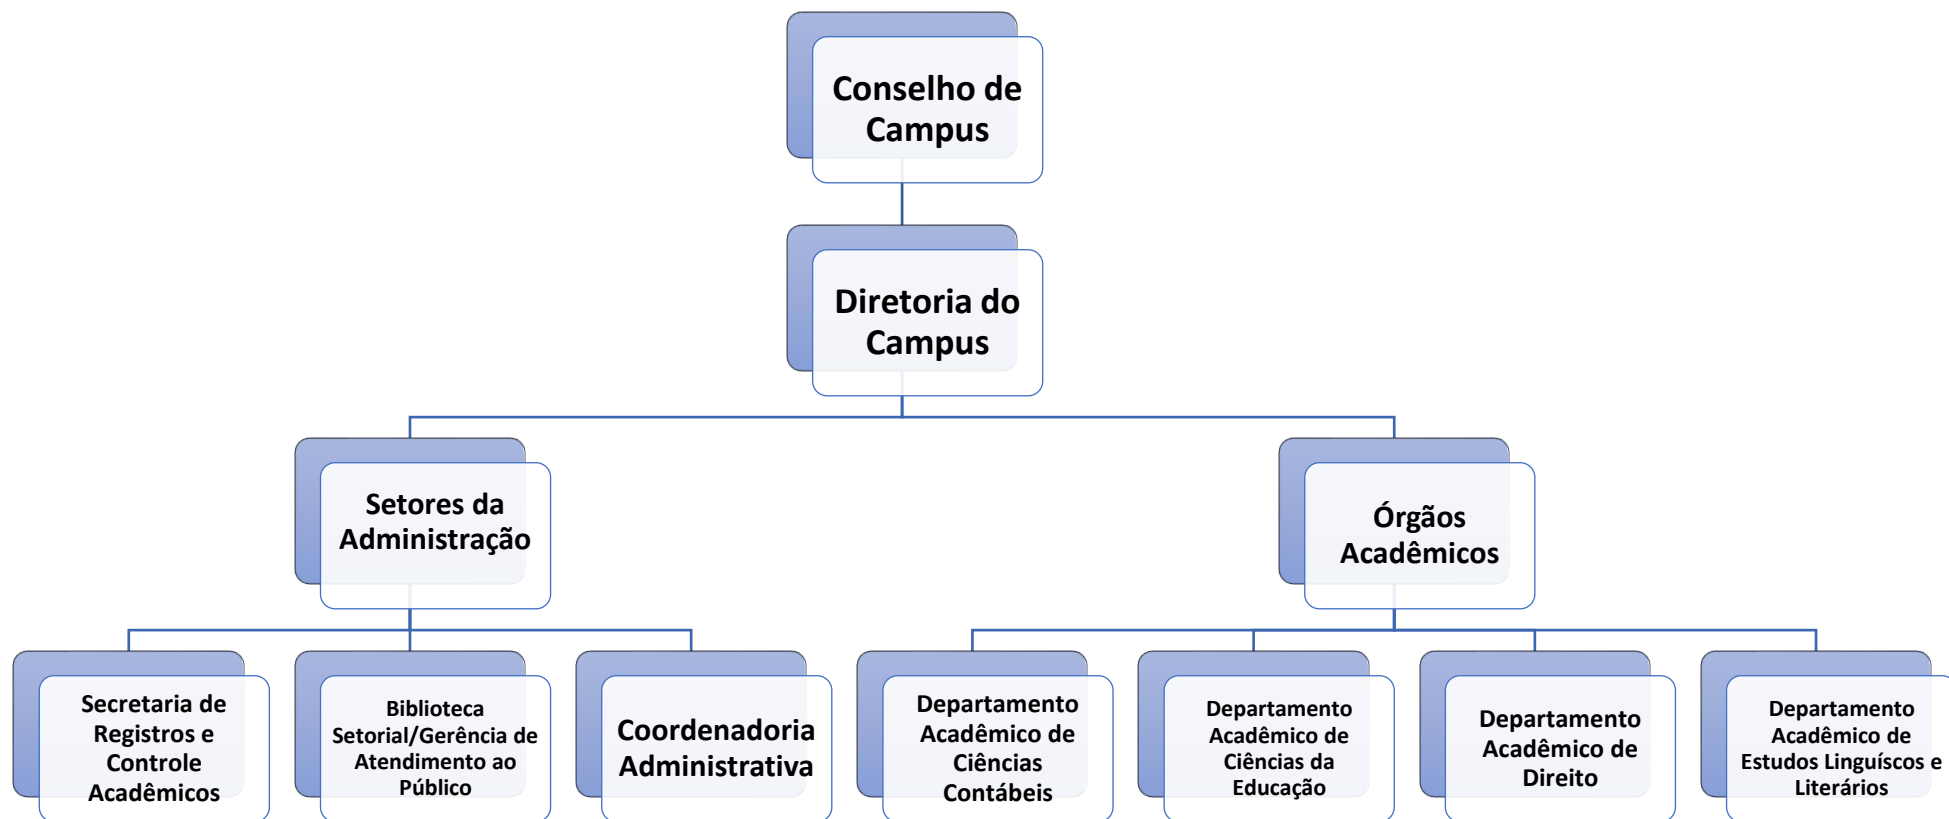 Conselho de
Campus
Diretoria do
Campus
Setores da
Administração
Órgãos
Acadêmicos
Secretaria de
Registros e
Controle
Acadêmicos
Biblioteca
Setorial/Gerência de
Atendimento ao
Público
Coordenadoria
Administrativa
Departamento
Acadêmico de
Ciências
Contábeis
Departamento
Acadêmico de
Ciências da
Educação
Departamento
Acadêmico de
Direito
Departamento
Acadêmico de
Estudos Linguíscos e
Literários